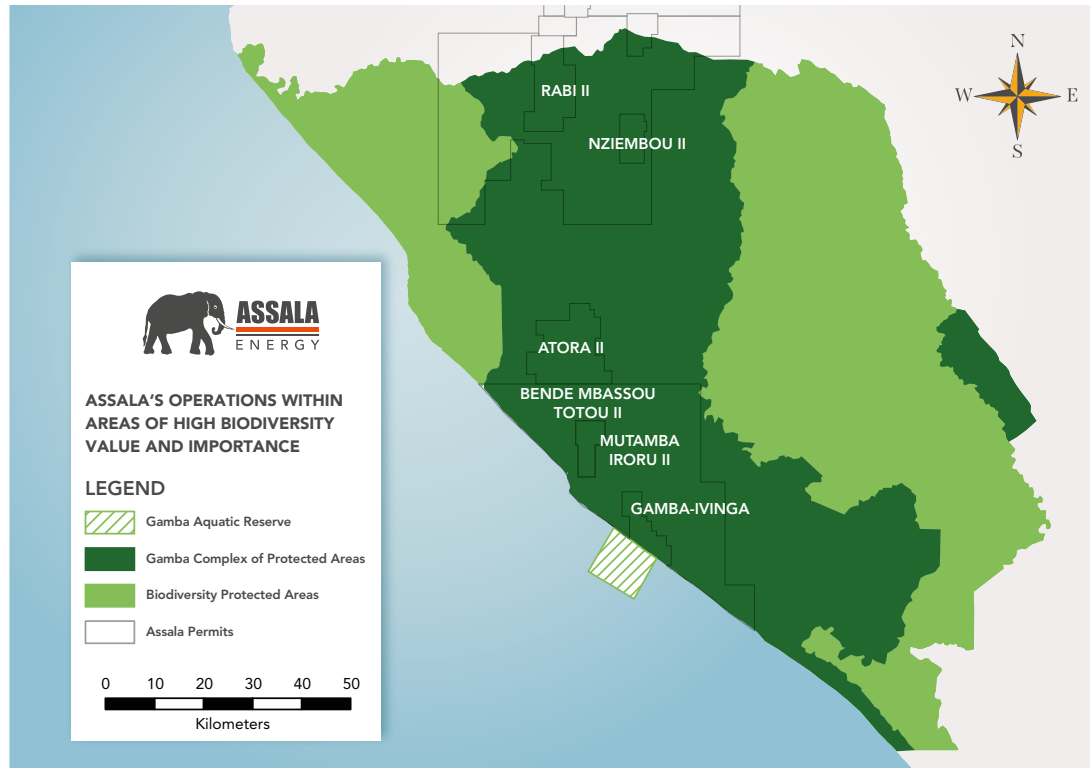 N
W E
S
RABI II
NZIEMBOU II
ATORA II
BENDE MBASSOU
TOTOU II
MUTAMBA
IRORU II
GAMBA-IVINGA
ASSALA
ENERGY
ASSALA'S OPERATIONS WITHIN
AREAS OF HIGH BIODIVERSITY
VALUE AND IMPORTANCE
LEGEND
Gamba Aquatic Reserve
Gamba Complex of Protected Areas
Biodiversity Protected Areas
Assala Permits
0 10 20 30 40 50
Kilometers